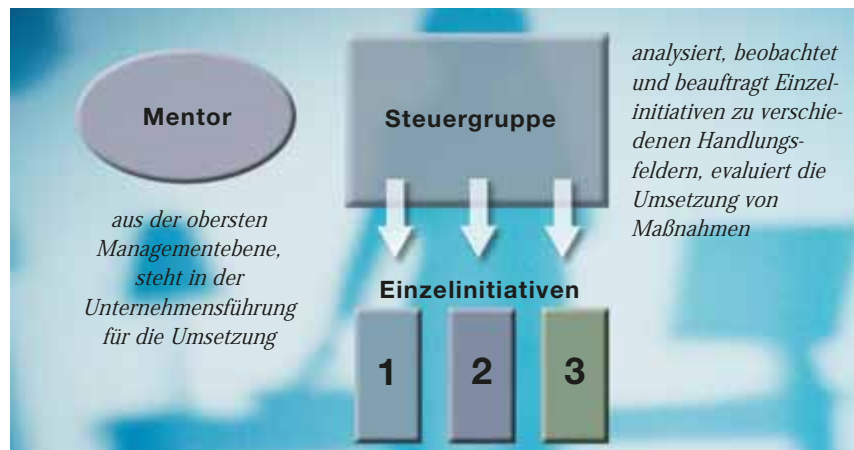 Mentor
aus der obersten
Managementebene,
steht in der
Unternehmensführung
für die Umsetzung
Steuergruppe
analysiert, beobachtet
und beauftragt Einzel-
initiativen zu verschie-
denen Handlungs-
feldern, evaluiert die
Umsetzung von
Maßnahmen
Einzelinitiativen
1 2 3